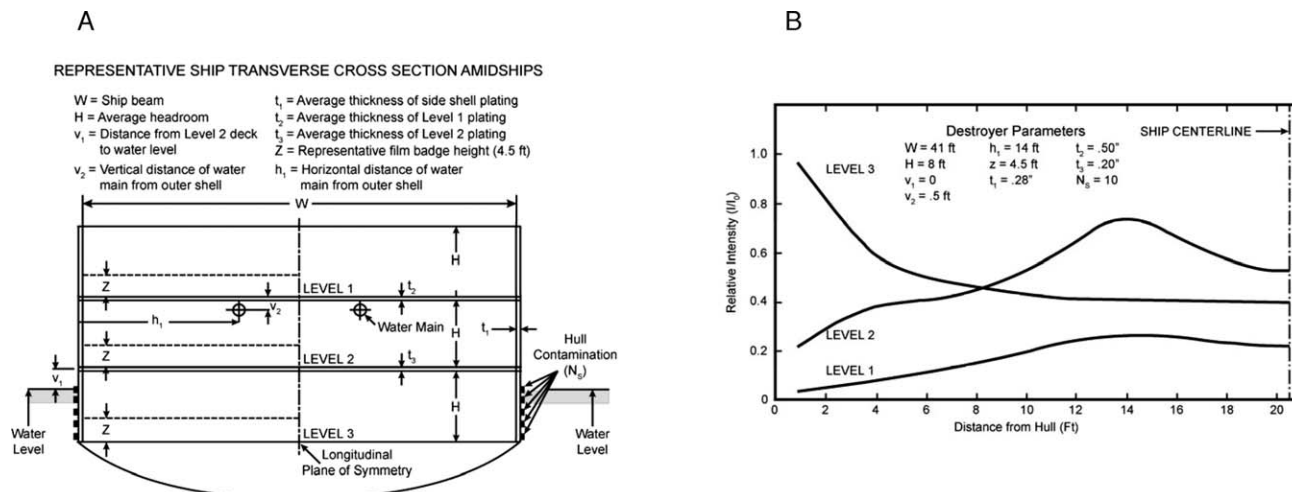 A
REPRESENTATIVE SHIP TRANSVERSE CROSS SECTION AMIDSHIPS
W = Ship beam
H = Average headroom
v₁ = Distance from Level 2 deck
to water level
v₂ = Vertical distance of water
main from outer shell
t₁ = Average thickness of side shell plating
t₂ = Average thickness of Level 1 plating
t₃ = Average thickness of Level 2 plating
Z = Representative film badge height (4.5 ft)
h₁ = Horizontal distance of water
main from outer shell
W
H
Z
LEVEL 1
t₂
v₂
h₁
Water Main
H
t₁
Hull
Contamination
(Nₛ)
Z
LEVEL 2
t₃
v₁
H
Z
LEVEL 3
Water
Level
Longitudinal
Plane of Symmetry
Water
Level
B
Destroyer Parameters
W = 41 ft
H = 8 ft
v₁ = 0
v₂ = .5 ft
h₁ = 14 ft
z = 4.5 ft
t₁ = .28"
t₂ = .50"
t₃ = .20"
Nₛ = 10
SHIP CENTERLINE
LEVEL 3
LEVEL 2
LEVEL 1
Relative Intensity (I/I₀)
1.0
0.8
0.6
0.4
0.2
.0
0 2 4 6 8 10 12 14 16 18 20
Distance from Hull (Ft)